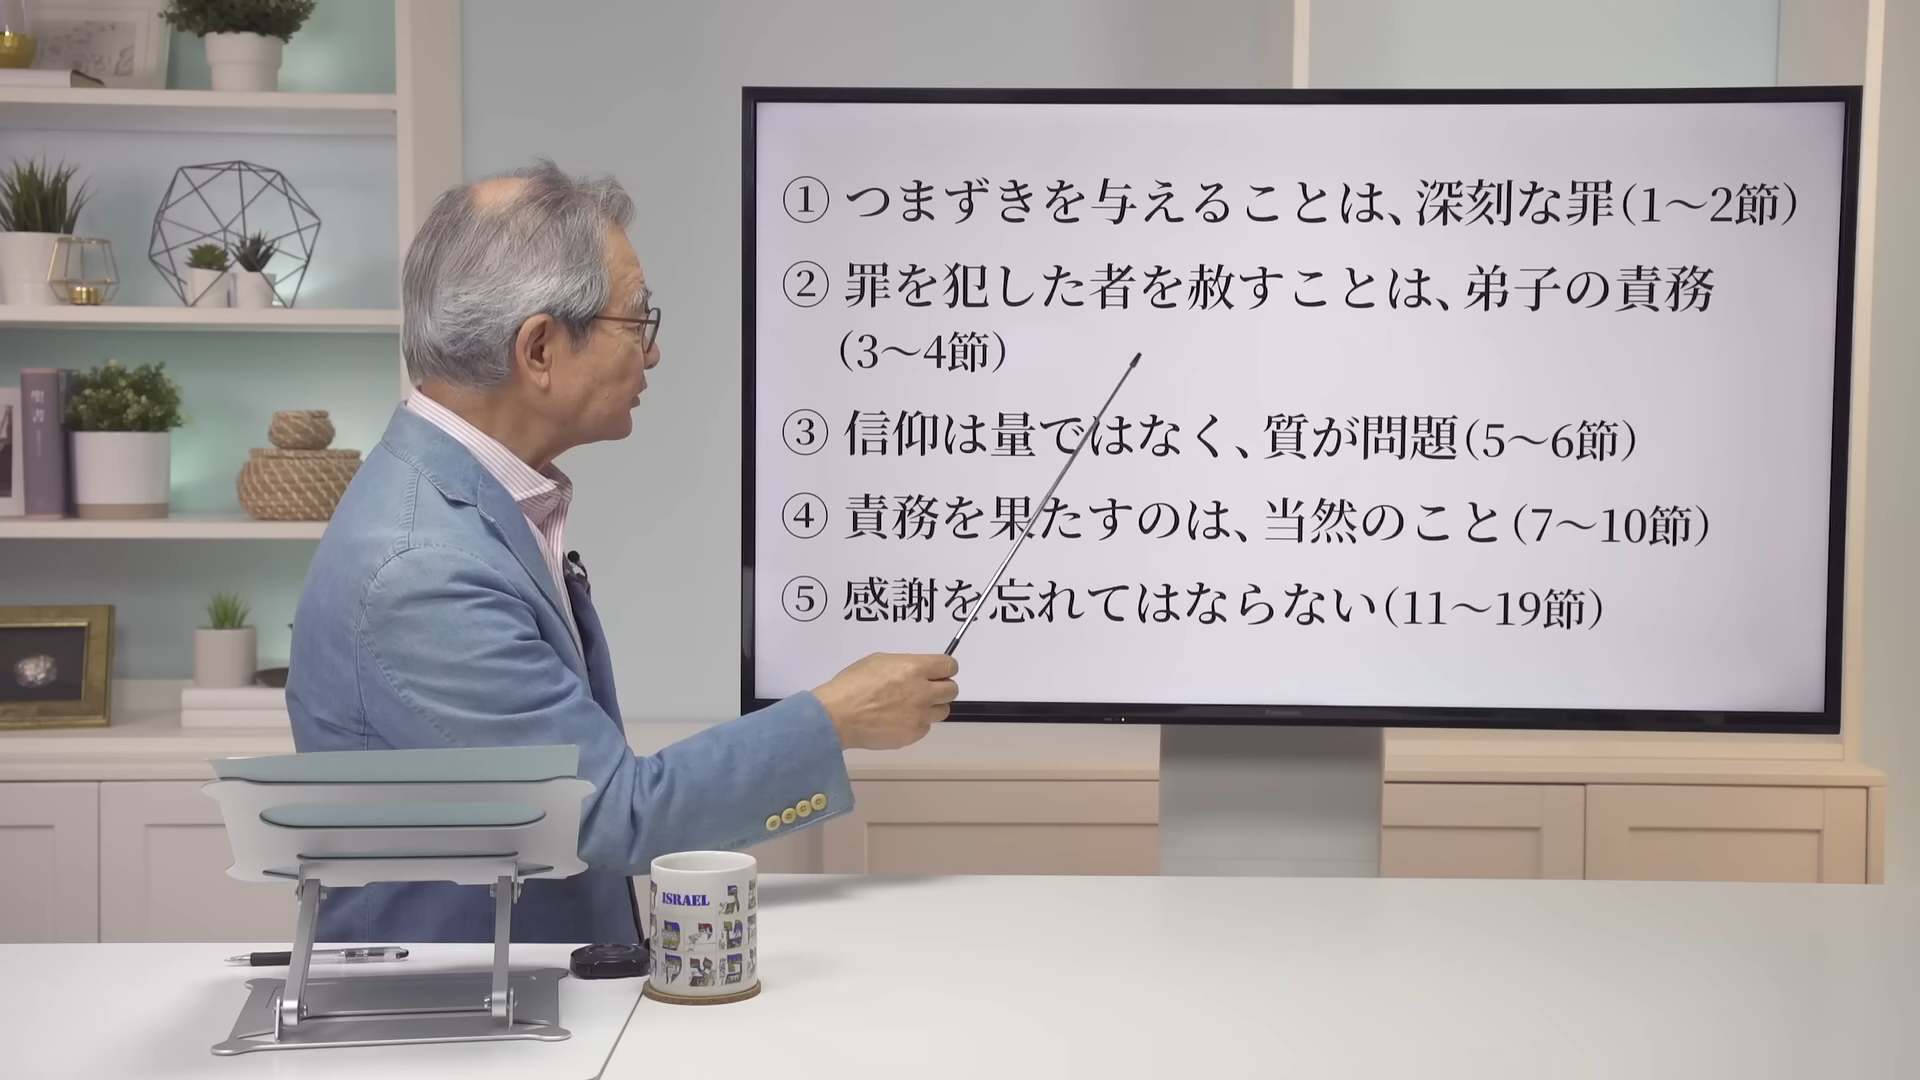 ① つまずきを与えることは、深刻な罪(1〜2節)
② 罪を犯した者を赦すことは、弟子の責務
(3〜4節)
③ 信仰は量ではなく、質が問題(5〜6節)
④ 責務を果たすのは、当然のこと(7〜10節)
⑤ 感謝を忘れてはならない(11〜19節)
聖書
ISRAEL